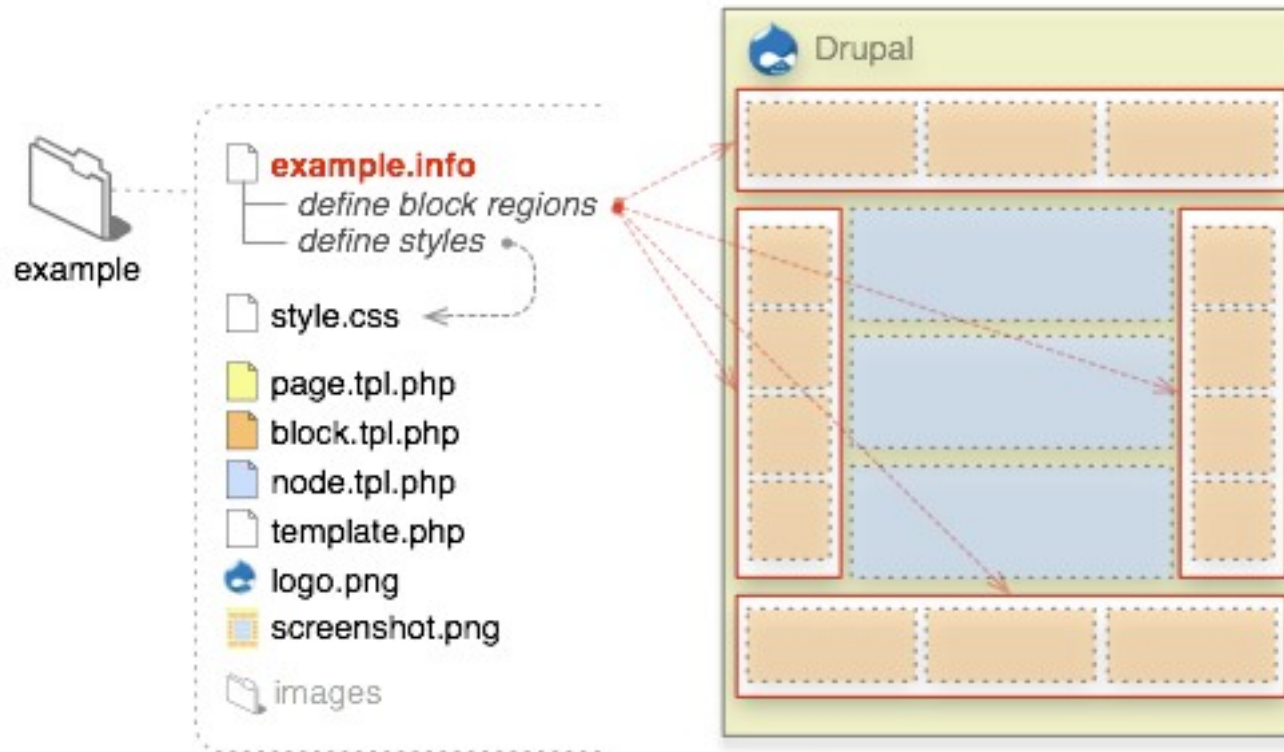 Drupal
example.info
define block regions
define styles
example
style.css
page.tpl.php
block.tpl.php
node.tpl.php
template.php
logo.png
screenshot.png
images